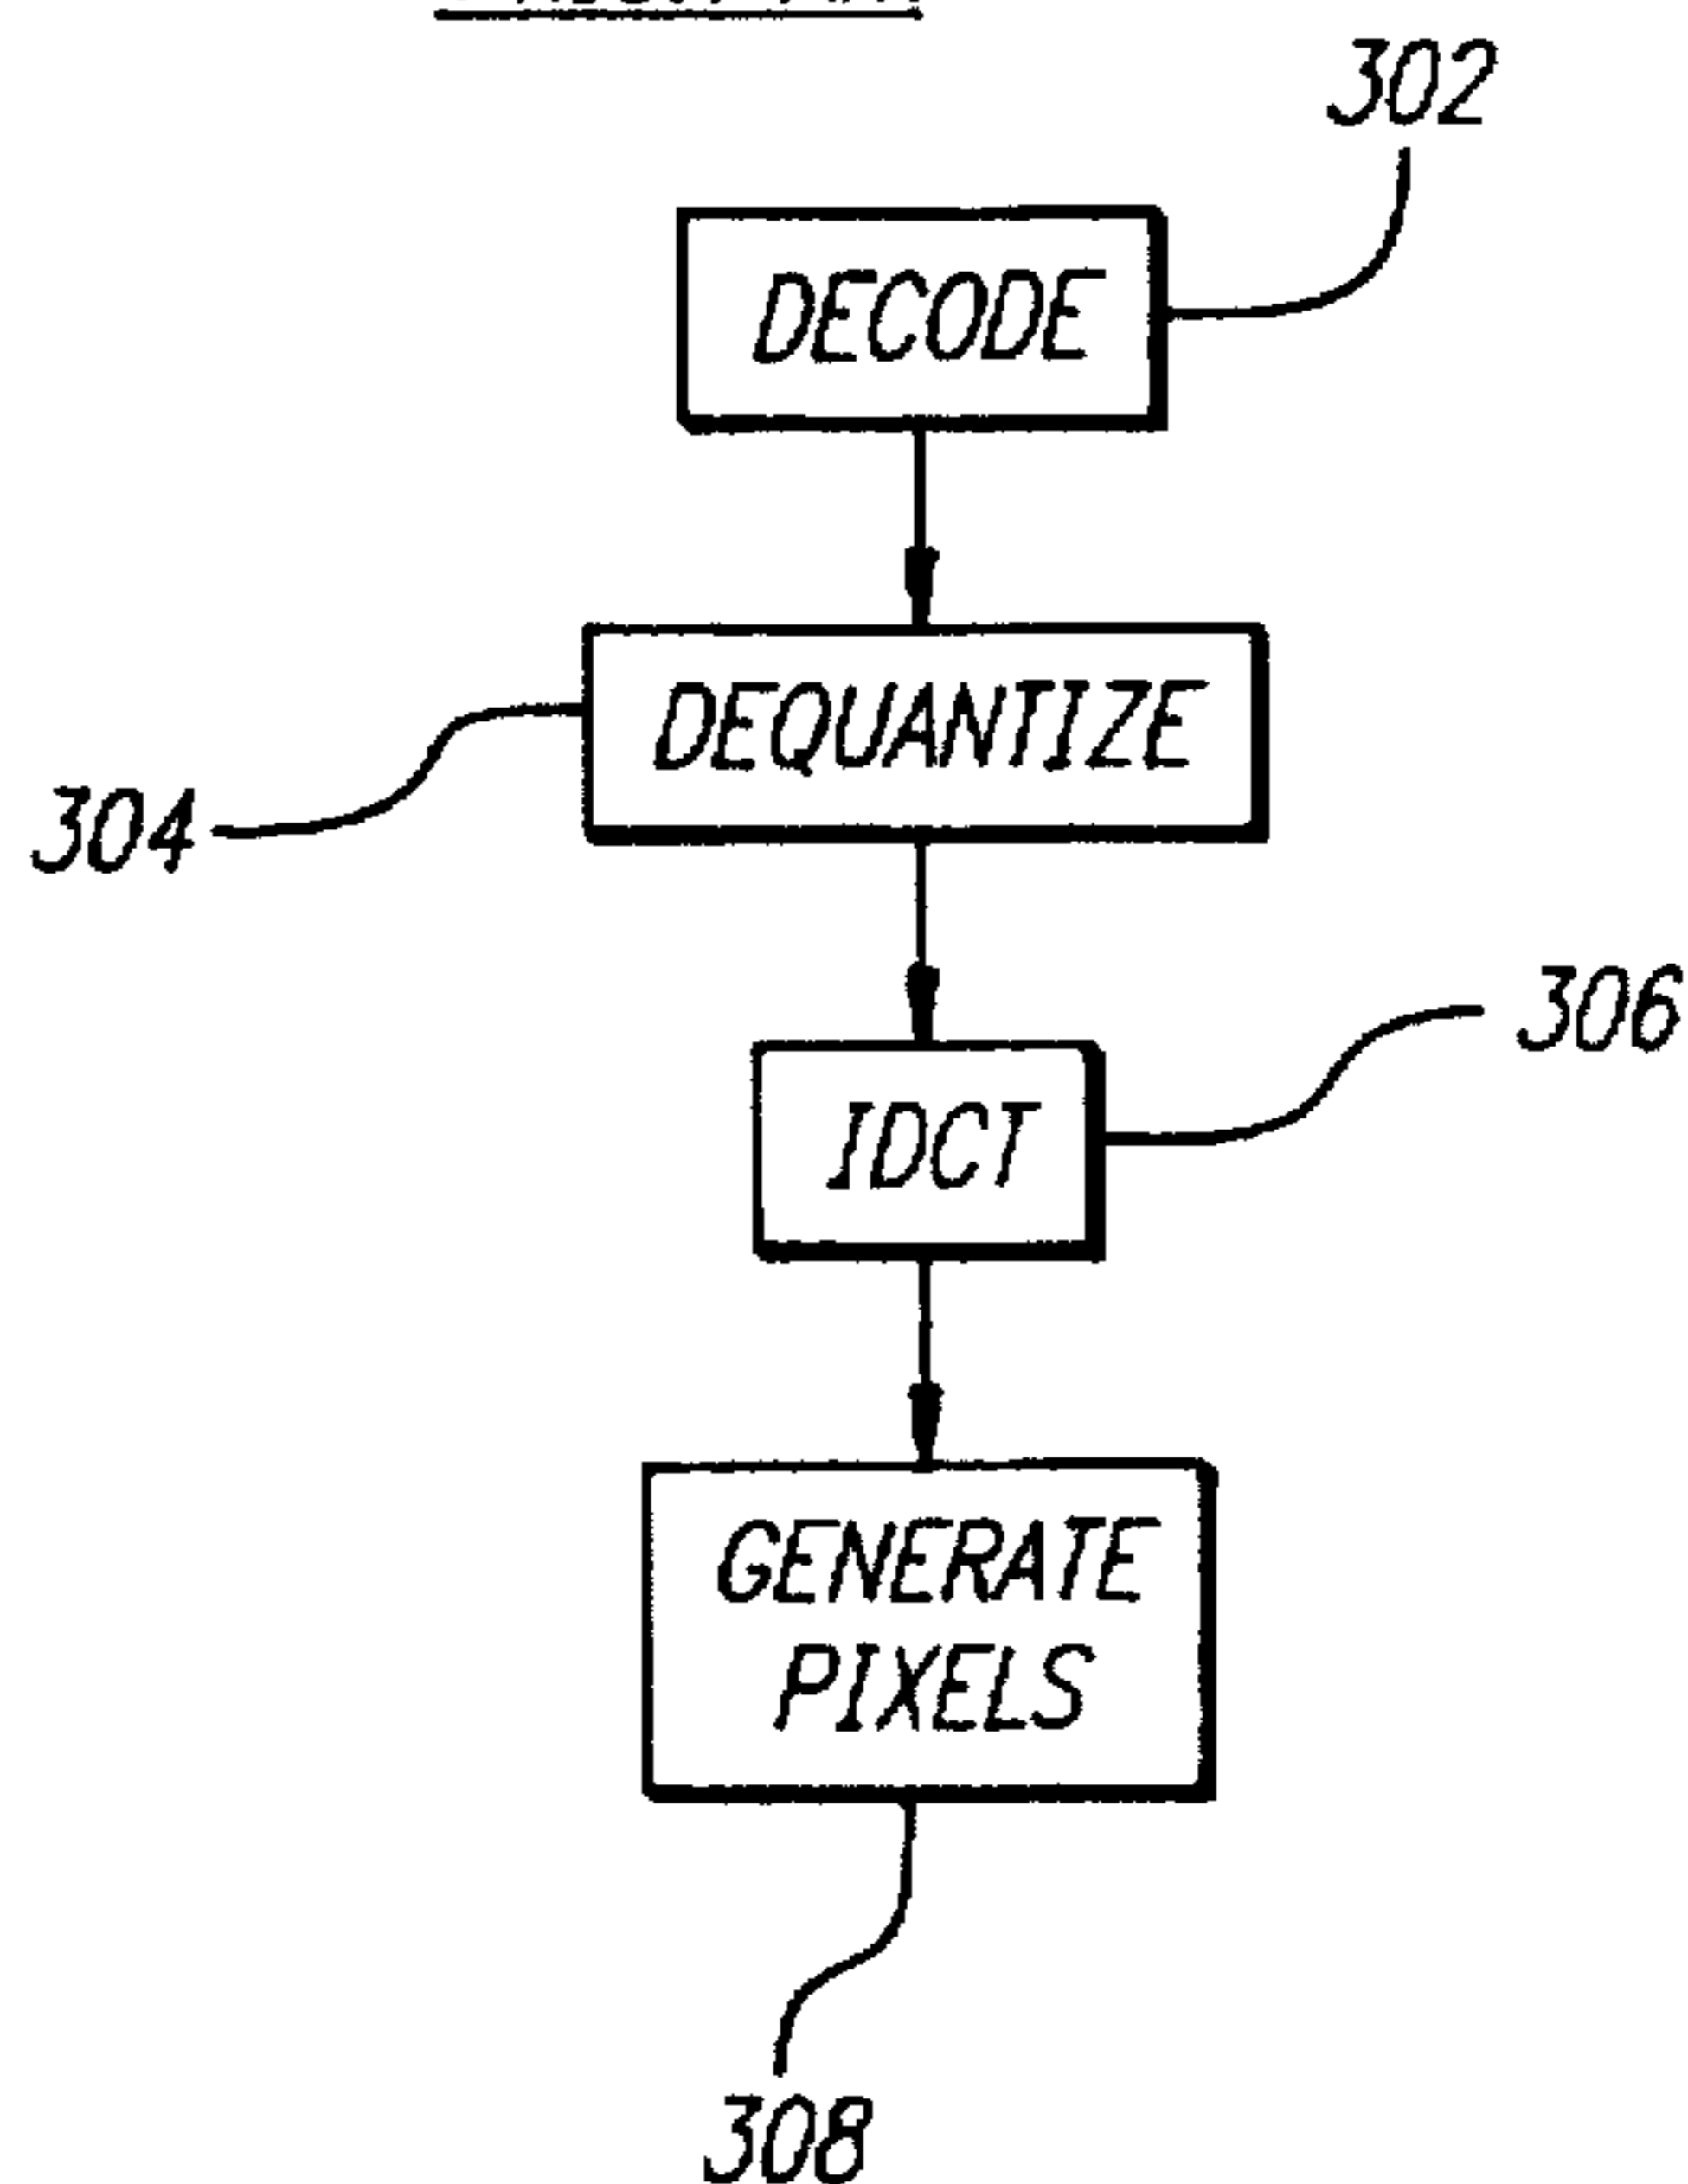 302
DECODE
DEQUANTIZE
304
306
IDCT
GENERATE
PIXELS
308